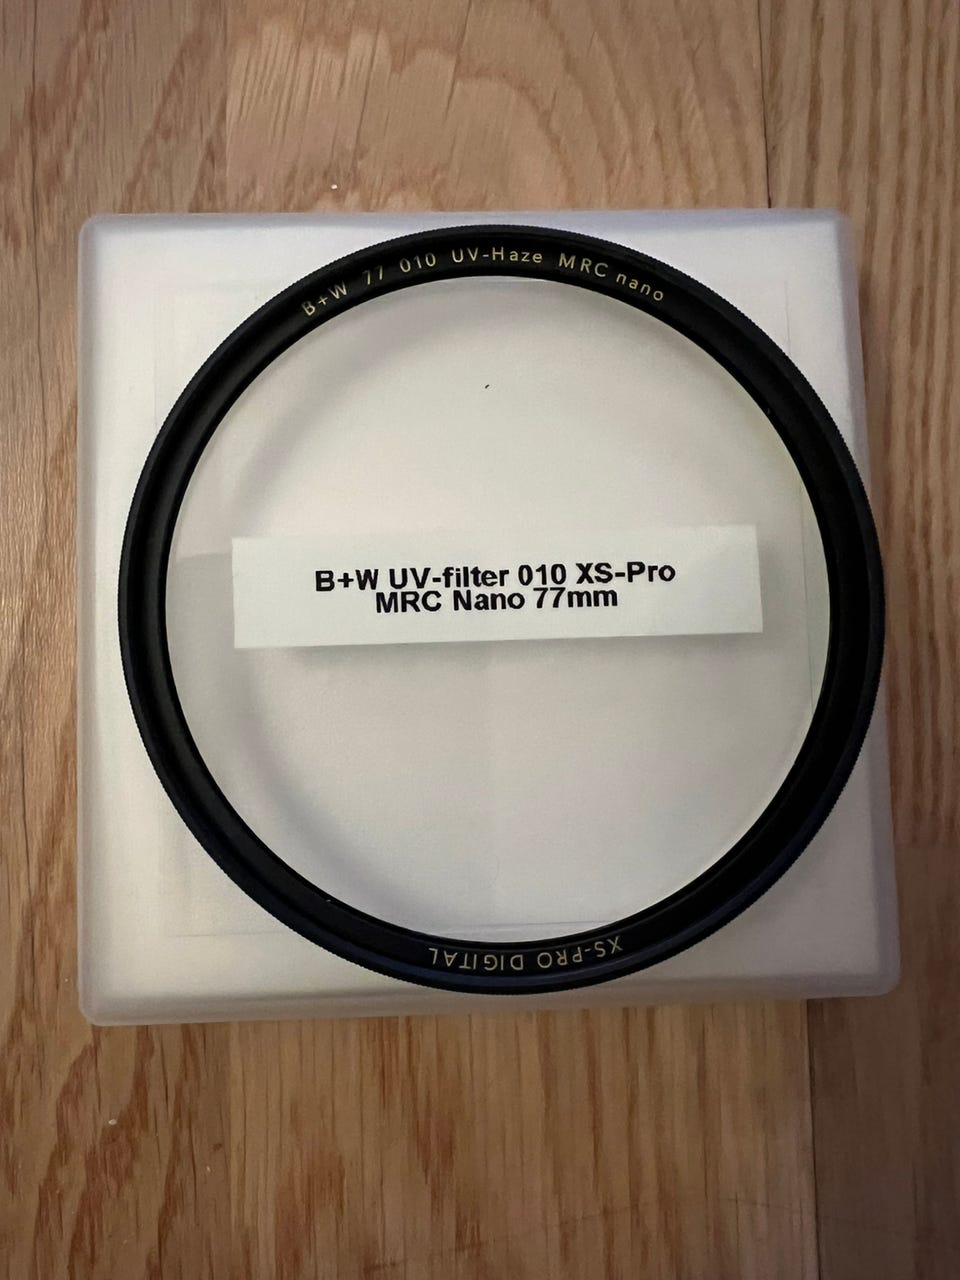 B+W 77 010 UV-Haze MRC nano
B+W UV-filter 010 XS-Pro
MRC Nano 77mm
XS-PRO DIGITAL